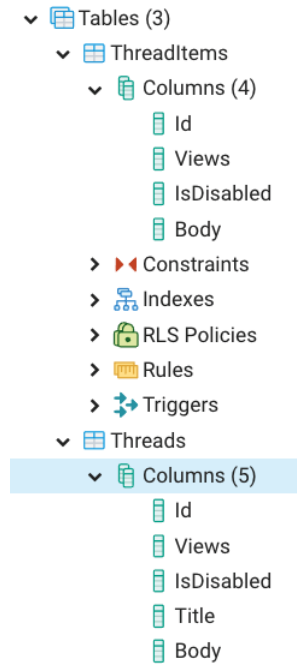 Tables (3)
ThreadItems
Columns (4)
Id
Views
IsDisabled
Body
Constraints
Indexes
RLS Policies
Rules
Triggers
Threads
Columns (5)
Id
Views
IsDisabled
Title
Body